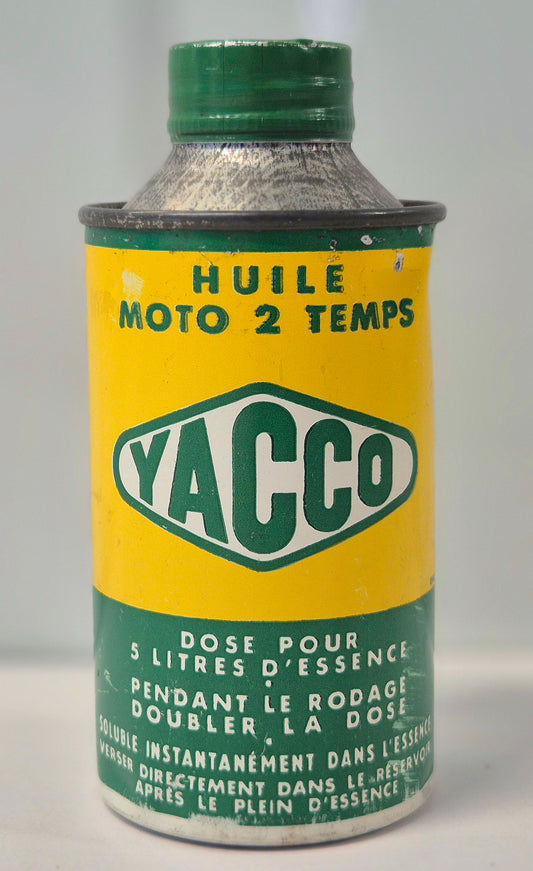 HUILE
MOTO 2 TEMPS
YACCO
DOSE POUR
5 LITRES D'ESSENCE
•
PENDANT LE RODAGE
DOUBLER LA DOSE
•
SOLUBLE INSTANTANÉMENT DANS L'ESSENCE
VERSER DIRECTEMENT DANS LE RÉSERVOIR
APRÈS LE PLEIN D'ESSENCE